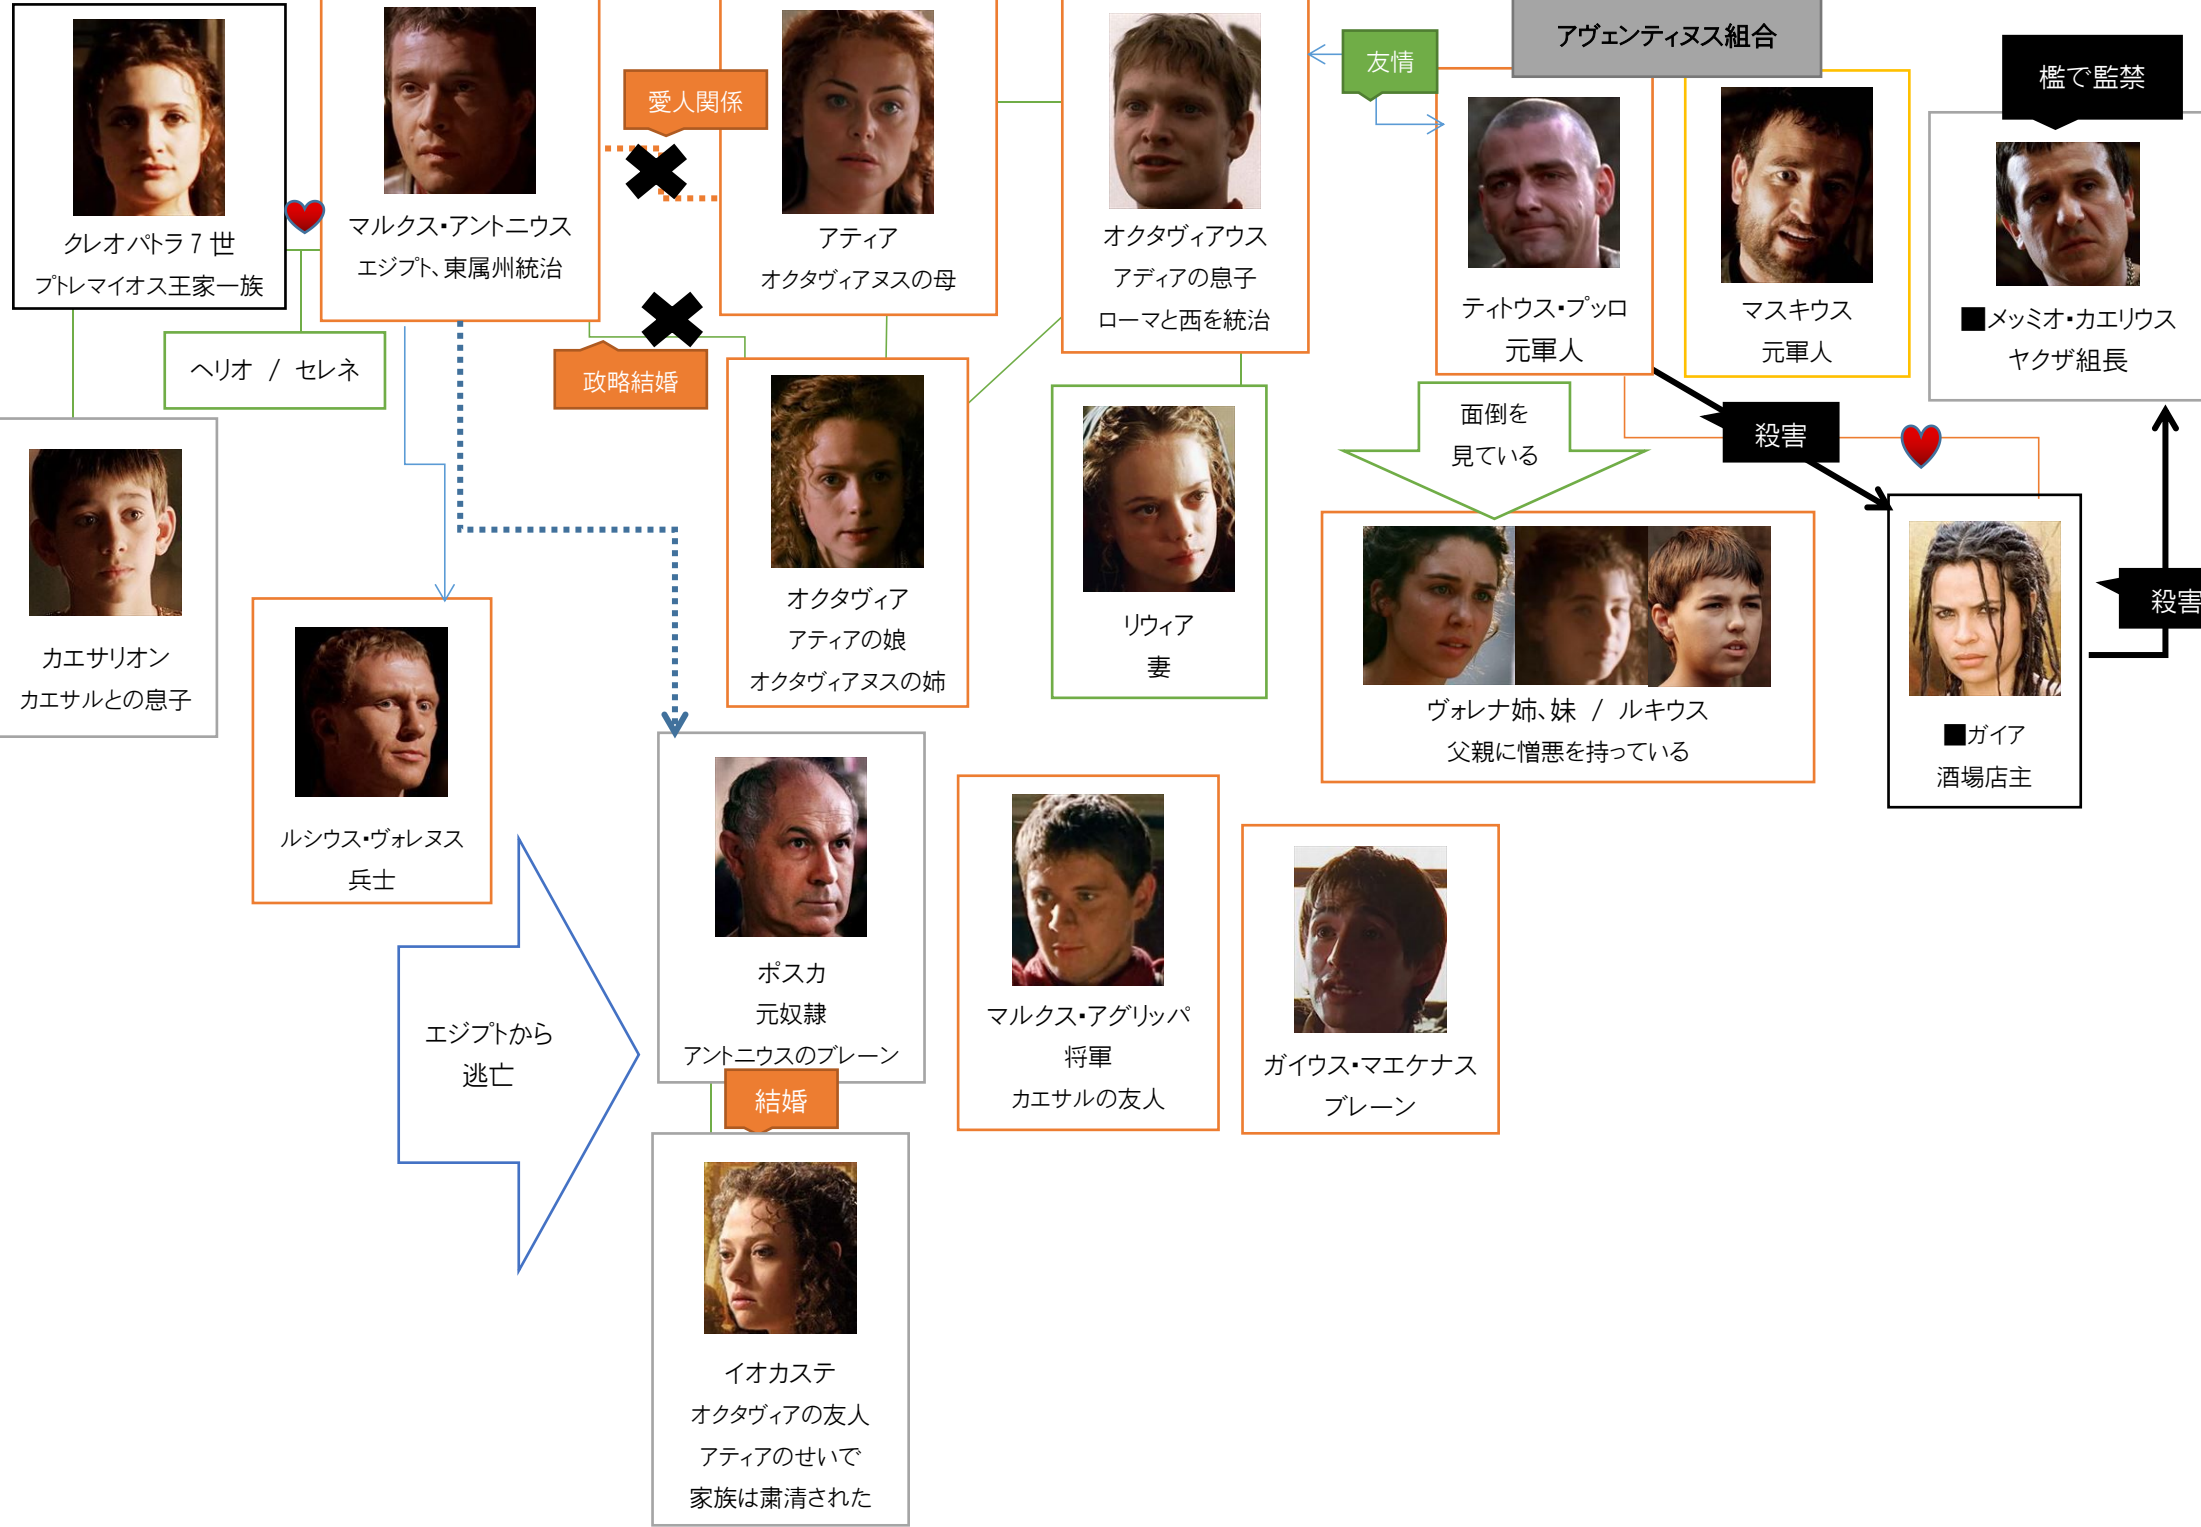 アヴェンティヌス組合
友情
檻で監禁
愛人関係
クレオパトラ7世
プトレマイオス王家一族
マルクス・アントニウス
エジプト、東属州統治
アティア
オクタヴィアヌスの母
オクタヴィアウス
アディアの息子
ローマと西を統治
ティトウス・プッロ
元軍人
マスキウス
元軍人
■メッミオ・カエリウス
ヤクザ組長
ヘリオ / セレネ
政略結婚
面倒を
見ている
殺害
殺害
カエサリオン
カエサルとの息子
オクタヴィア
アティアの娘
オクタヴィアヌスの姉
リウィア
妻
ヴォレナ姉、妹 / ルキウス
父親に憎悪を持っている
■ガイア
酒場店主
ルシウス・ヴォレヌス
兵士
エジプトから
逃亡
ポスカ
元奴隷
アントニウスのブレーン
マルクス・アグリッパ
将軍
カエサルの友人
ガイウス・マエケナス
ブレーン
結婚
イオカステ
オクタヴィアの友人
アティアのせいで
家族は粛清された